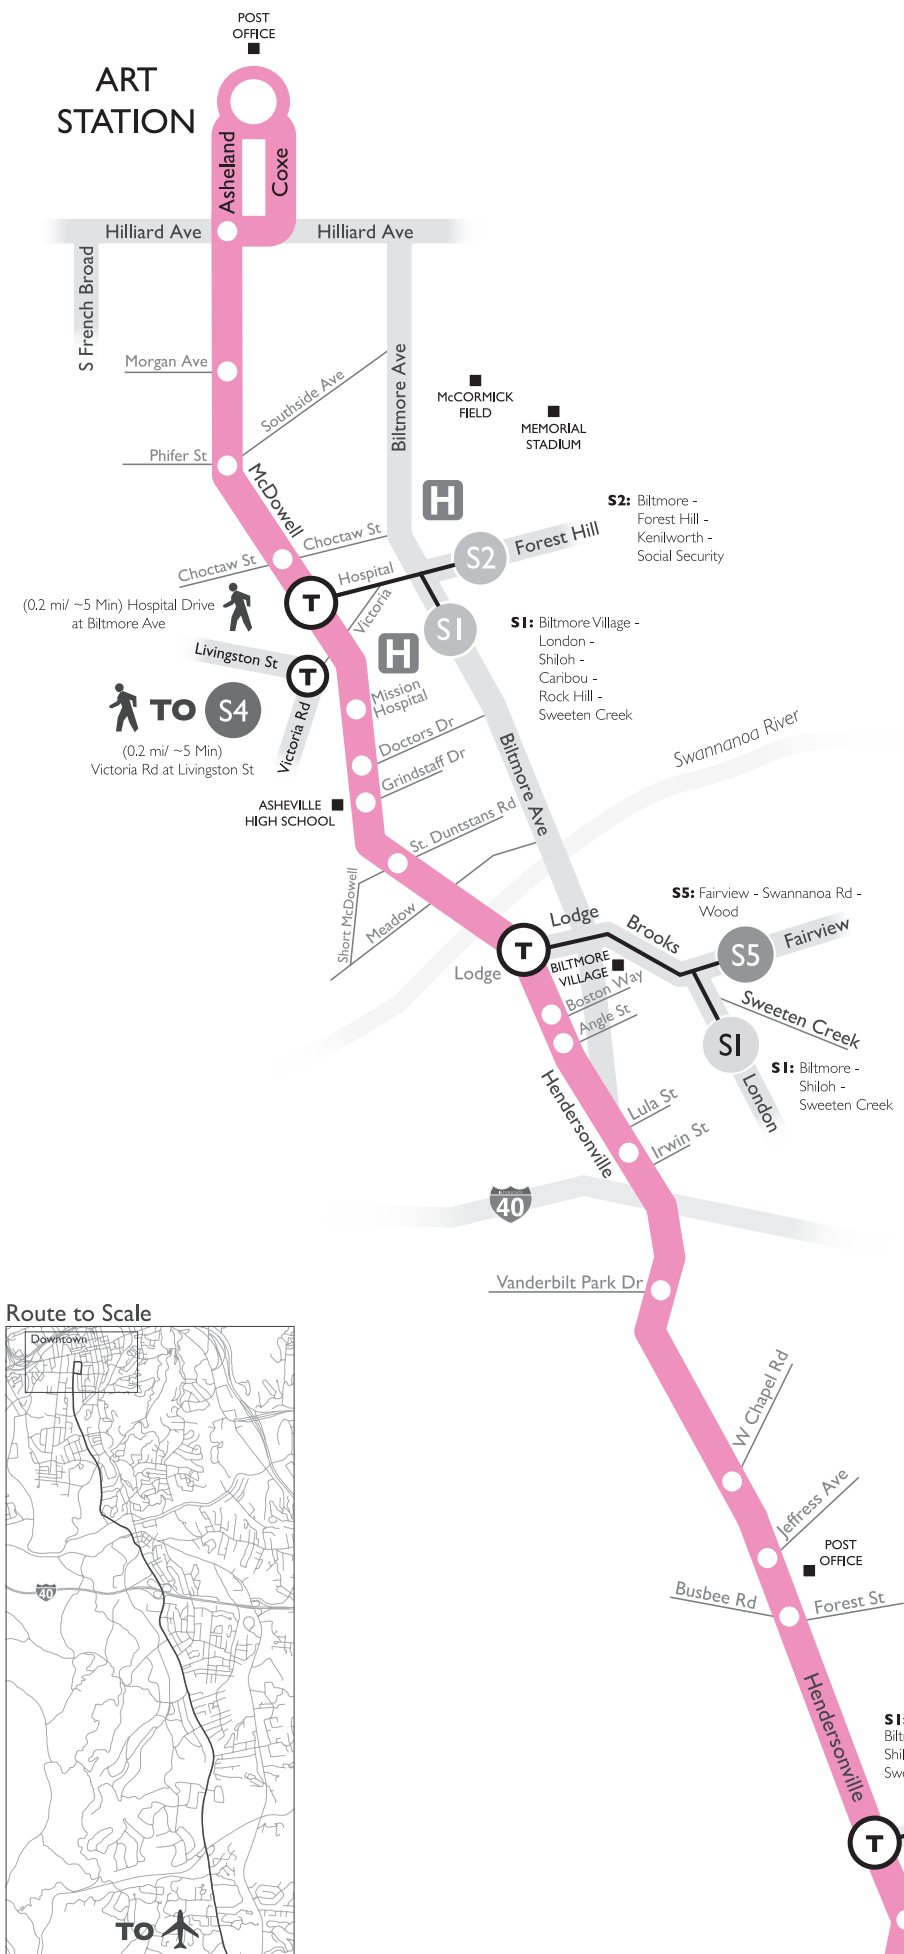 POST
OFFICE
ART
STATION
Asheland
Coxe
Hilliard Ave
Hilliard Ave
S French Broad
Morgan Ave
Southside Ave
Biltmore Ave
McCORMICK
FIELD
MEMORIAL
STADIUM
Phifer St
McDowell
H
S2: Biltmore -
Forest Hill -
Kenilworth -
Social Security
Choctaw St
Choctaw St
Forest Hill
S2
Hospital
T
(0.2 mi/ ~5 Min) Hospital Drive
at Biltmore Ave
Victoria
S1
S1: Biltmore Village -
London -
Shiloh -
Caribou -
Rock Hill -
Sweeten Creek
Livingston St
T
H
TO S4
(0.2 mi/ ~5 Min)
Victoria Rd at Livingston St
Victoria Rd
Mission
Hospital
Doctors Dr
Grindstaff Dr
Biltmore Ave
Swannanoa River
ASHEVILLE
HIGH SCHOOL
St. Duntstans Rd
Short McDowell
Meadow
S5: Fairview - Swannanoa Rd -
Wood
Lodge
Brooks
Fairview
S5
T
Lodge
BILTMORE
VILLAGE
Boston Way
Angle St
Sweeten Creek
S1
S1: Biltmore -
Shiloh -
Sweeten Creek
London
Hendersonville
Lula St
Irwin St
INTERSTATE
40
Vanderbilt Park Dr
Route to Scale
Downtown
W Chapel Rd
Jeffress Ave
POST
OFFICE
Busbee Rd
Forest St
40
Hendersonville
S1:
Bilt
Shil
Swe
T
TO